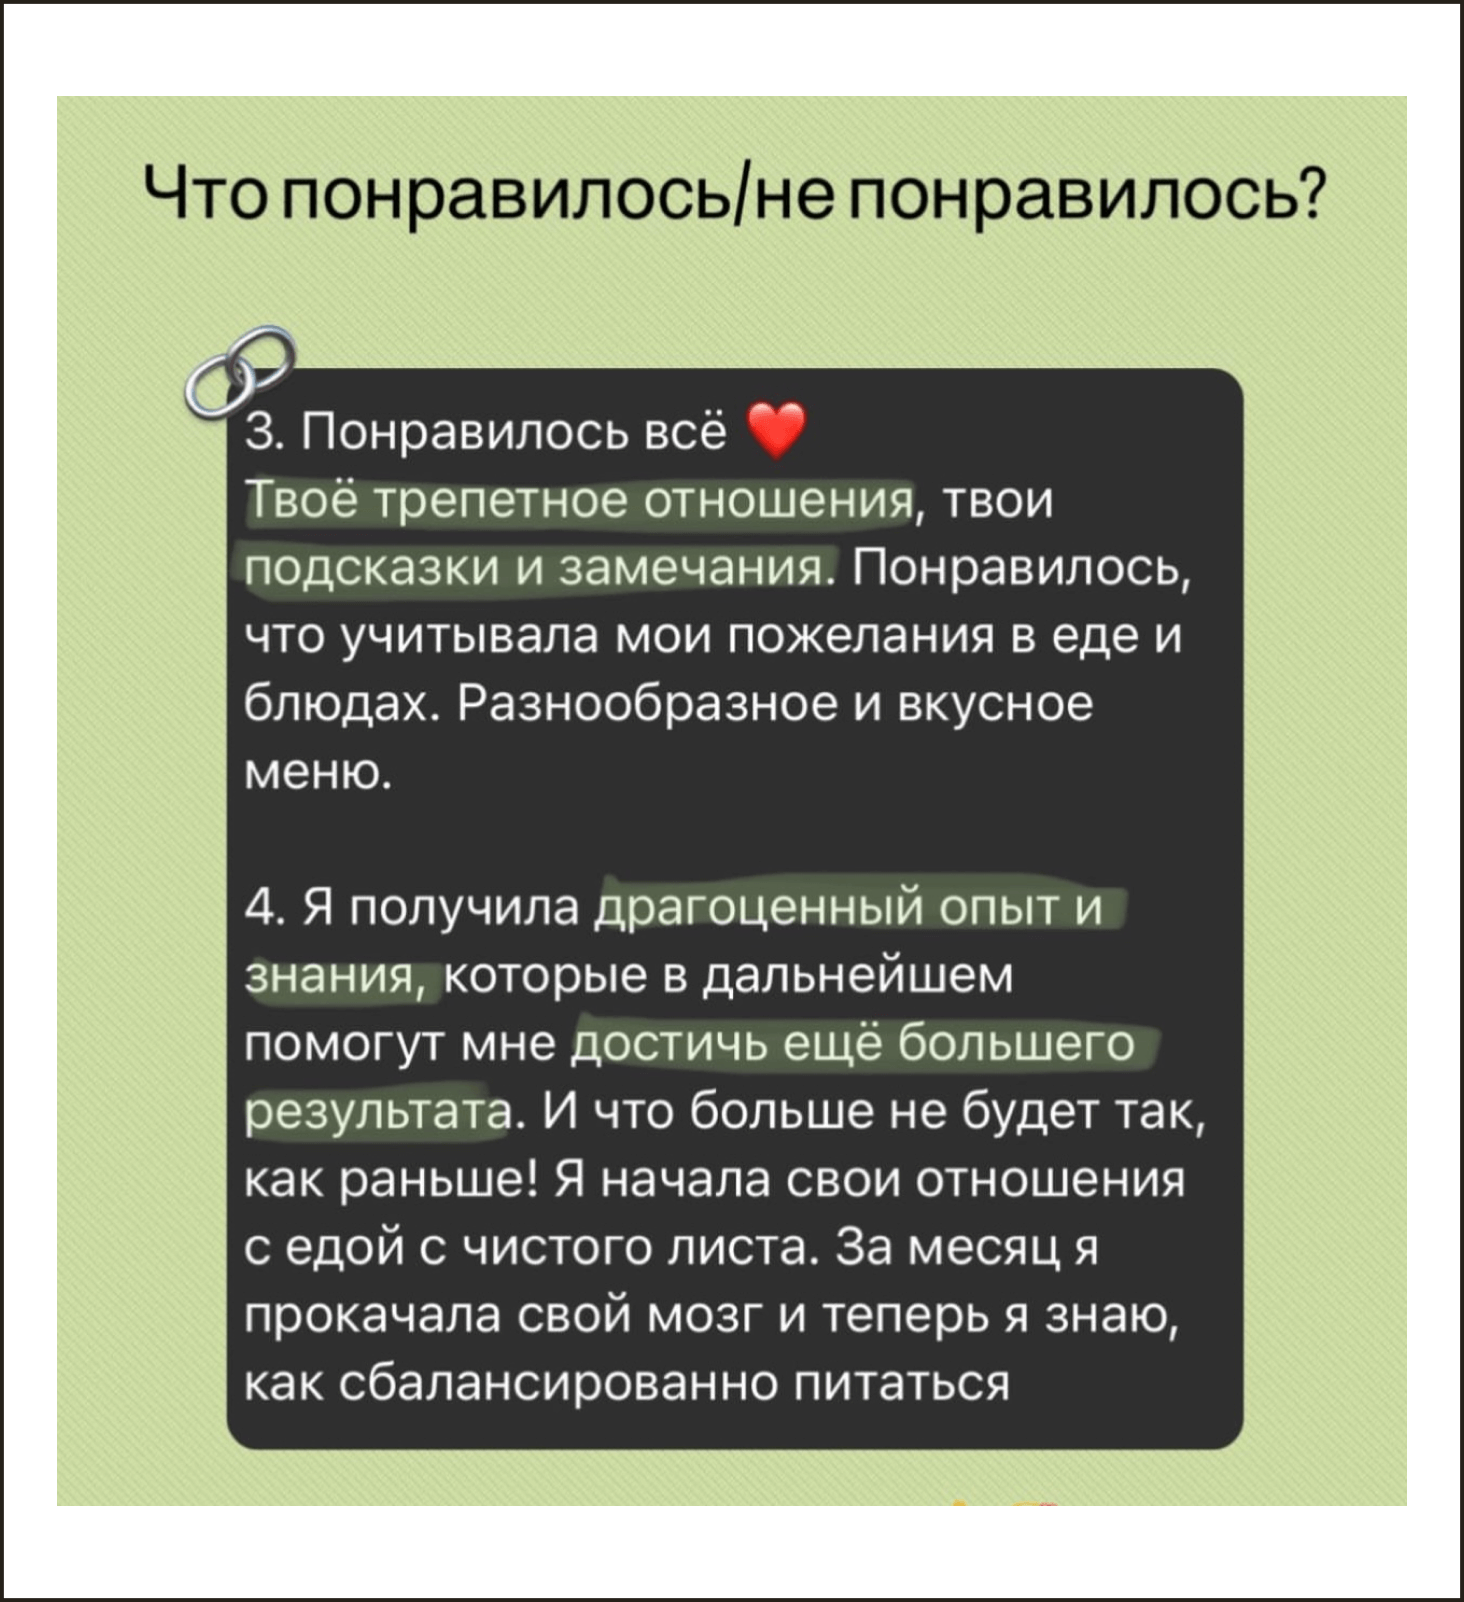 Что понравилось/не понравилось?
3. Понравилось всё ❤️
Твоё трепетное отношения, твои
подсказки и замечания. Понравилось,
что учитывала мои пожелания в еде и
блюдах. Разнообразное и вкусное
меню.
4. Я получила драгоценный опыт и
знания, которые в дальнейшем
помогут мне достичь ещё большего
результата. И что больше не будет так,
как раньше! Я начала свои отношения
с едой с чистого листа. За месяц я
прокачала свой мозг и теперь я знаю,
как сбалансированно питаться